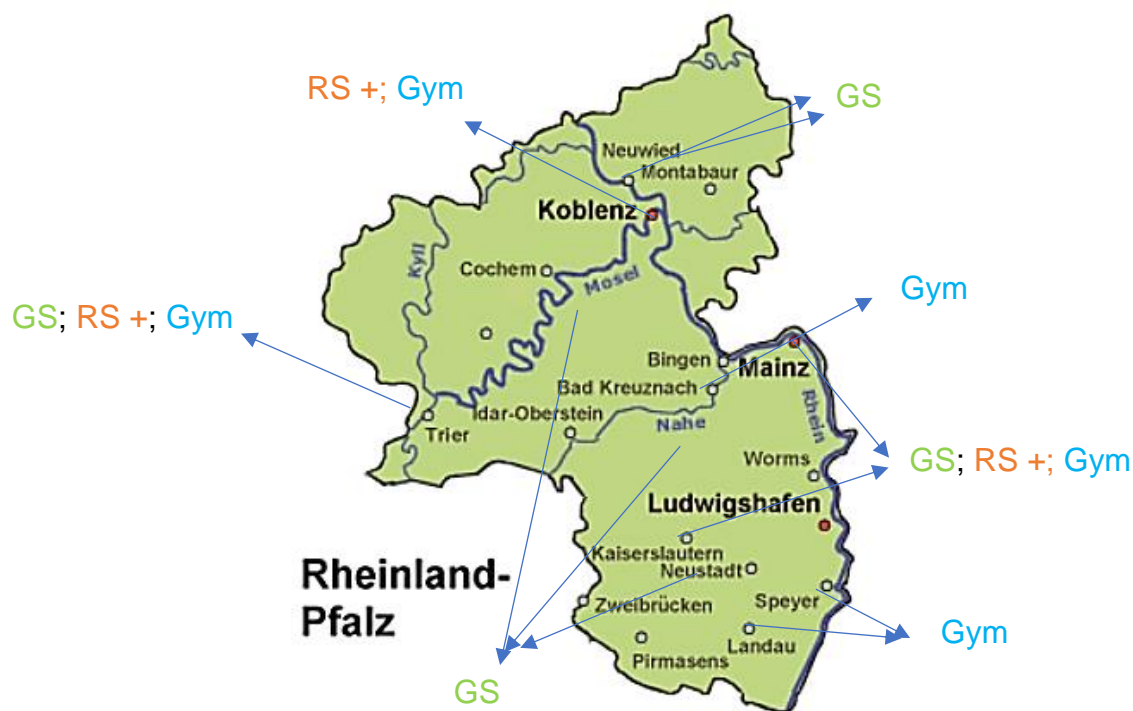 RS +; Gym
GS
Neuwied
Montabaur
Koblenz
Kyll
Cochem
Mosel
Gym
GS; RS +; Gym
Bingen
Mainz
Bad Kreuznach
Rhein
Idar-Oberstein
Nahe
Trier
Worms
GS; RS +; Gym
Ludwigshafen
Kaiserslautern
Neustadt
Rheinland-
Pfalz
Zweibrücken
Speyer
Landau
Gym
Pirmasens
GS